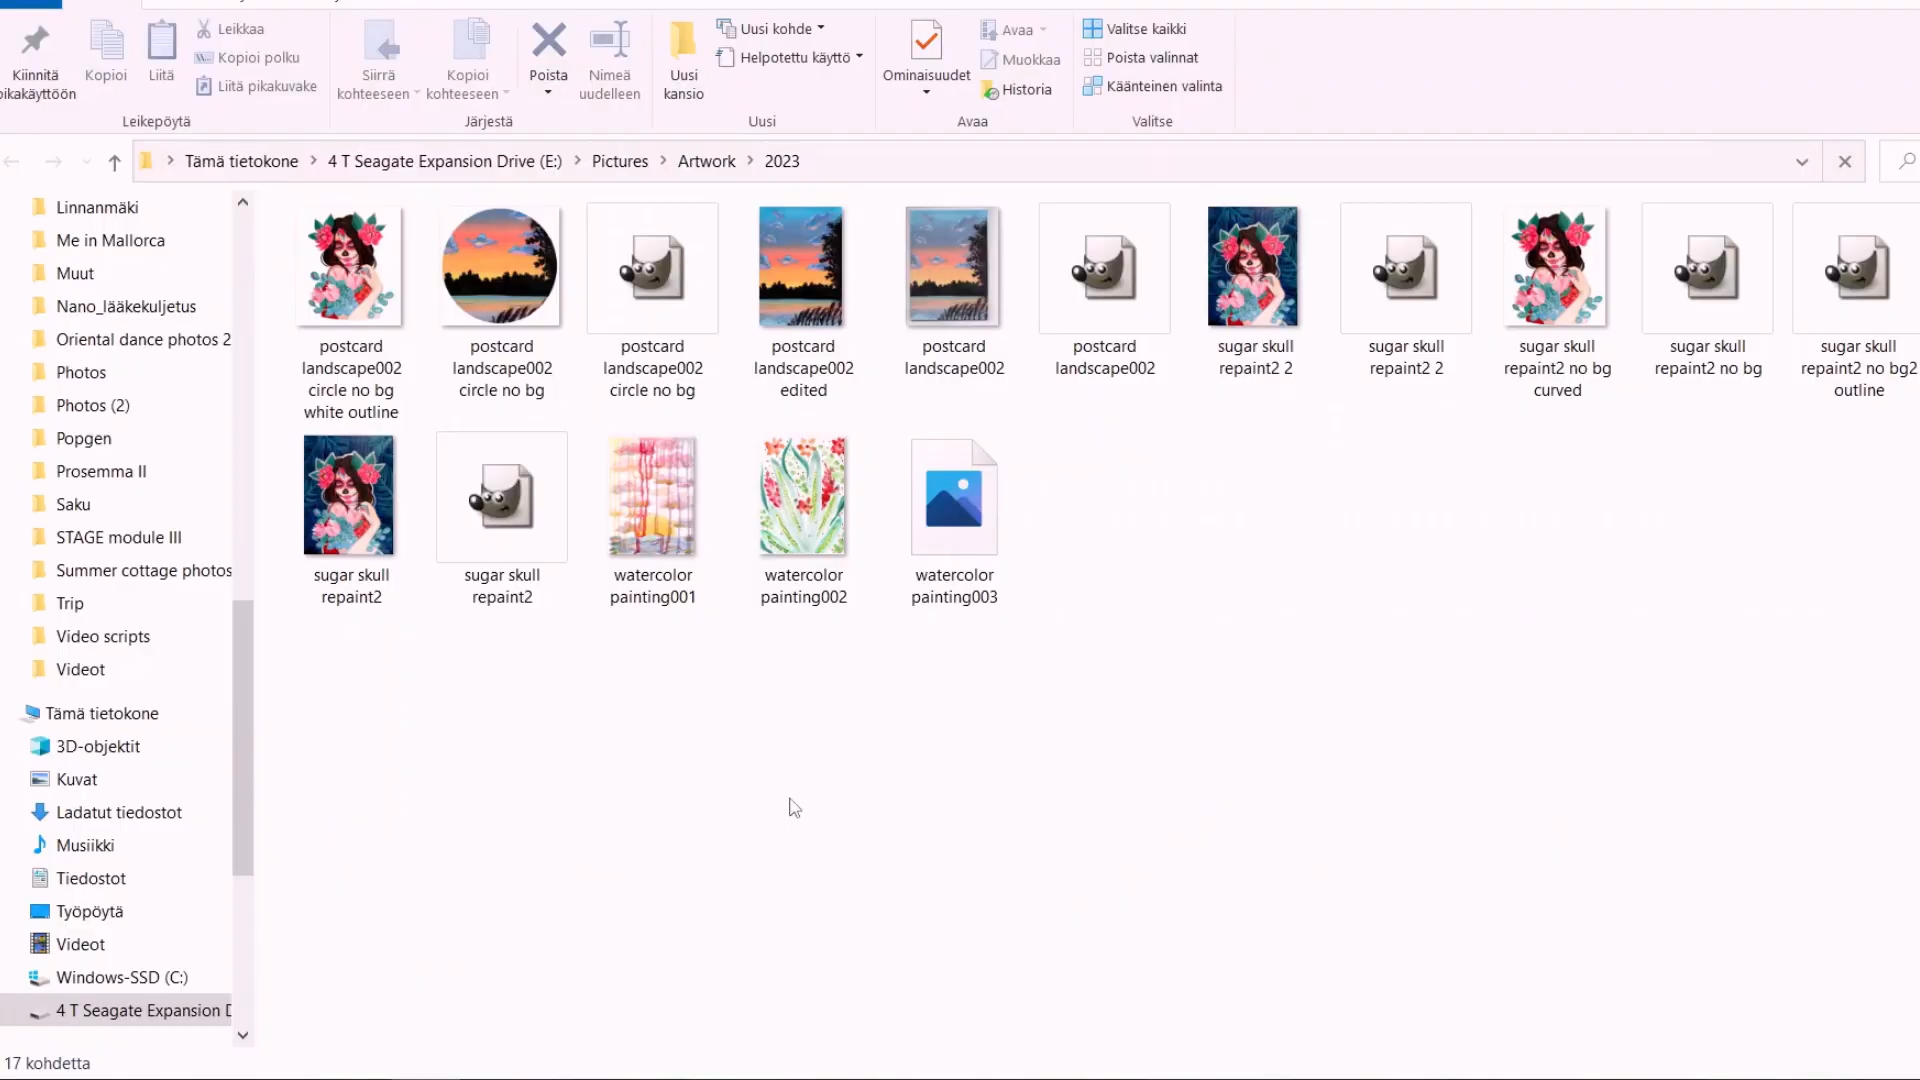 Leikkaa
Kopioi polku
Liitä pikakuvake
Kiinnitä
pikakäyttöön
Kopioi
Liitä
Leikepöytä
Siirrä
kohteeseen
Kopioi
kohteeseen
Poista
Nimeä
uudelleen
Järjestä
Uusi
kansio
Uusi kohde
Helpotettu käyttö
Uusi
Ominaisuudet
Avaa
Muokkaa
Historia
Avaa
Valitse kaikki
Poista valinnat
Käänteinen valinta
Valitse
Tämä tietokone > 4 T Seagate Expansion Drive (E:) > Pictures > Artwork > 2023
Linnanmäki
Me in Mallorca
Muut
Nano_lääkekuljetus
Oriental dance photos 2
Photos
Photos (2)
Popgen
Prosemma II
Saku
STAGE module III
Summer cottage photos
Trip
Video scripts
Videot
Tämä tietokone
3D-objektit
Kuvat
Ladatut tiedostot
Musiikki
Tiedostot
Työpöytä
Videot
Windows-SSD (C:)
4 T Seagate Expansion D
postcard
landscape002
circle no bg
white outline
postcard
landscape002
circle no bg
postcard
landscape002
circle no bg
postcard
landscape002
edited
postcard
landscape002
postcard
landscape002
sugar skull
repaint2 2
sugar skull
repaint2 2
sugar skull
repaint2 no bg
curved
sugar skull
repaint2 no bg
sugar skull
repaint2 no bg2
outline
sugar skull
repaint2
sugar skull
repaint2
watercolor
painting001
watercolor
painting002
watercolor
painting003
17 kohdetta